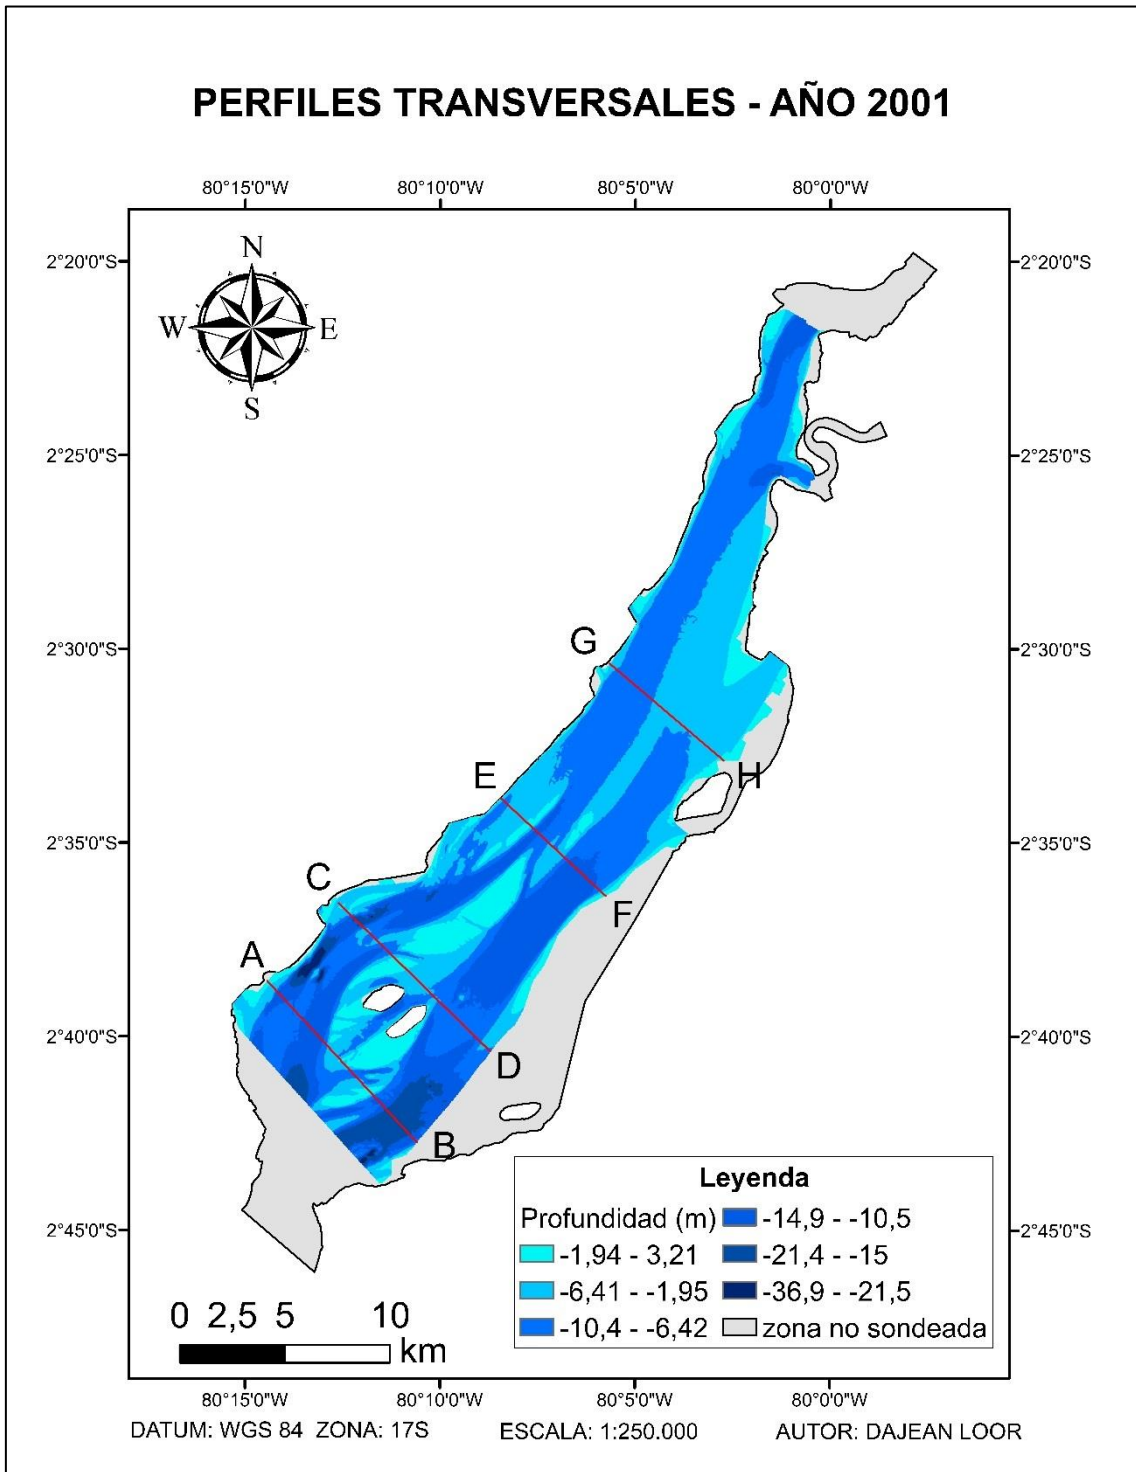 PERFILES TRANSVERSALES - AÑO 2001
80°15'0"W 80°10'0"W 80°5'0"W 80°0'0"W
N
W E
S
2°20'0"S 2°20'0"S
2°25'0"S 2°25'0"S
2°30'0"S 2°30'0"S
G
H
E
2°35'0"S 2°35'0"S
C
F
A
2°40'0"S 2°40'0"S
D
B
Leyenda
Profundidad (m) -14,9 - -10,5
-1,94 - 3,21 -21,4 - -15
-6,41 - -1,95 -36,9 - -21,5
-10,4 - -6,42 zona no sondeada
2°45'0"S 2°45'0"S
0 2,5 5 10
km
80°15'0"W 80°10'0"W 80°5'0"W 80°0'0"W
DATUM: WGS 84 ZONA: 17S ESCALA: 1:250.000 AUTOR: DAJEAN LOOR